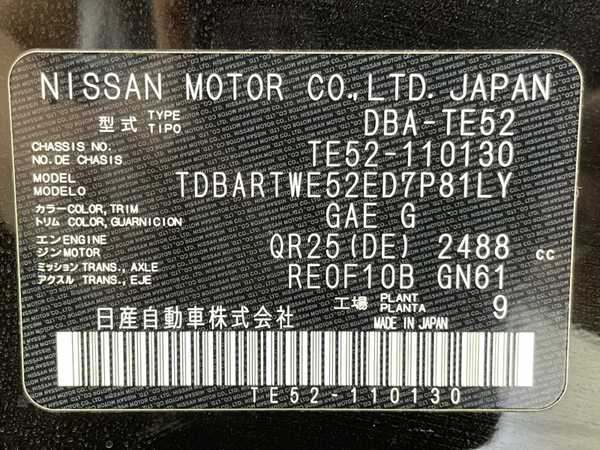 NISSAN MOTOR CO.,LTD. JAPAN
型式 TYPE TIPO DBA-TE52
CHASSIS NO. NO. DE CHASIS TE52-110130
MODEL MODELO TDBARTWE52ED7P81LY
カラー COLOR, TRIM トリム COLOR, GUARNICION GAE G
エンジン ENGINE MOTOR QR25(DE) 2488 cc
ミッション TRANS., AXLE アクスル TRANS., EJE RE0F10B GN61
工場 PLANT PLANTA 9
日産自動車株式会社 MADE IN JAPAN
TE52-110130